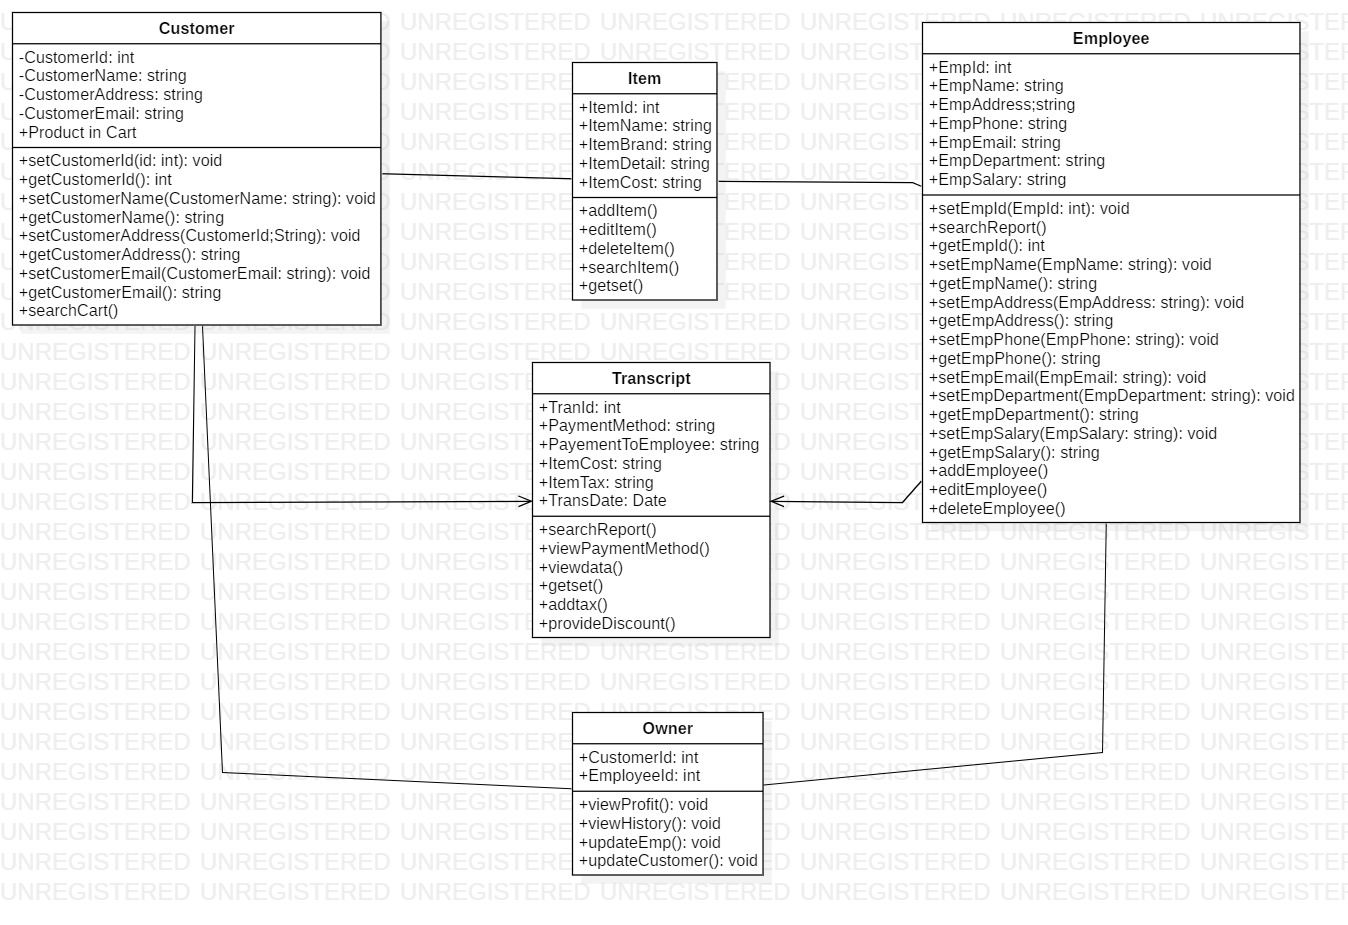 Customer
-CustomerId: int
-CustomerName: string
-CustomerAddress: string
-CustomerEmail: string
+Product in Cart
+setCustomerId(id: int): void
+getCustomerId(): int
+setCustomerName(CustomerName: string): void
+getCustomerName(): string
+setCustomerAddress(CustomerId;String): void
+getCustomerAddress(): string
+setCustomerEmail(CustomerEmail: string): void
+getCustomerEmail(): string
+searchCart()
Item
+ItemId: int
+ItemName: string
+ItemBrand: string
+ItemDetail: string
+ItemCost: string
+addItem()
+editItem()
+deleteItem()
+searchItem()
+getset()
Employee
+EmpId: int
+EmpName: string
+EmpAddress;string
+EmpPhone: string
+EmpEmail: string
+EmpDepartment: string
+EmpSalary: string
+setEmpId(EmpId: int): void
+searchReport()
+getEmpId(): int
+setEmpName(EmpName: string): void
+getEmpName(): string
+setEmpAddress(EmpAddress: string): void
+getEmpAddress(): string
+setEmpPhone(EmpPhone: string): void
+getEmpPhone(): string
+setEmpEmail(EmpEmail: string): void
+setEmpDepartment(EmpDepartment: string): void
+getEmpDepartment(): string
+setEmpSalary(EmpSalary: string): void
+getEmpSalary(): string
+addEmployee()
+editEmployee()
+deleteEmployee()
Transcript
+TranId: int
+PaymentMethod: string
+PayementToEmployee: string
+ItemCost: string
+ItemTax: string
+TransDate: Date
+searchReport()
+viewPaymentMethod()
+viewdata()
+getset()
+addtax()
+provideDiscount()
Owner
+CustomerId: int
+EmployeeId: int
+viewProfit(): void
+viewHistory(): void
+updateEmp(): void
+updateCustomer(): void
UNREGISTERED